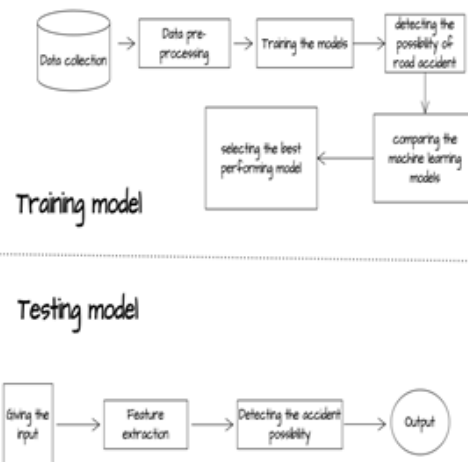 Data collection
Data pre-
processing
Training the models
detecting the
possibility of
road accident
selecting the best
performing model
comparing the
machine learning
models
Training model
Testing model
Giving the
input
Feature
extraction
Detecting the accident
possibility
Output